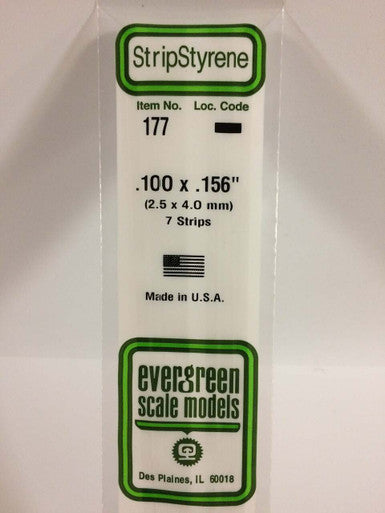 StripStyrene
Item No. Loc. Code
177
.100 x .156"
(2.5 x 4.0 mm)
7 Strips
Made in U.S.A.
evergreen
scale models
Des Plaines, IL 60018